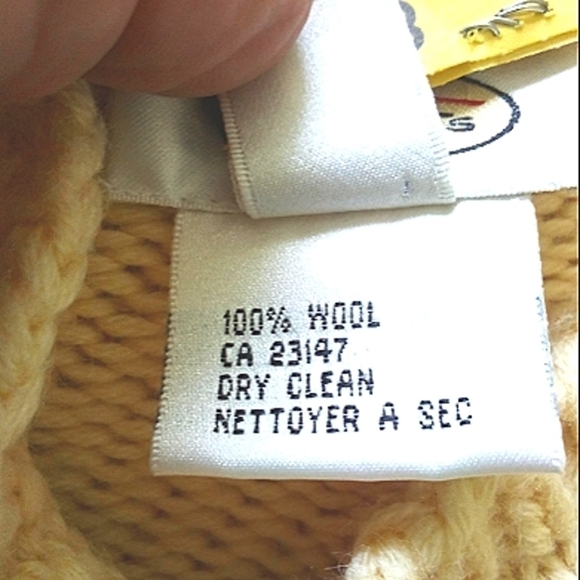 100% WOOL
CA 23147
DRY CLEAN
NETTOYER A SEC